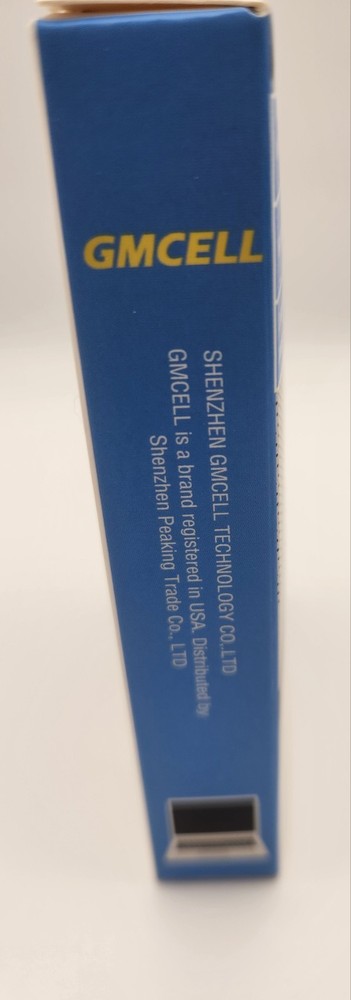 GMCELL
SHENZHEN GMCELL TECHNOLOGY CO,.LTD
GMCELL is a brand registered in USA. Distributed by
Shenzhen Peaking Trade Co., LTD